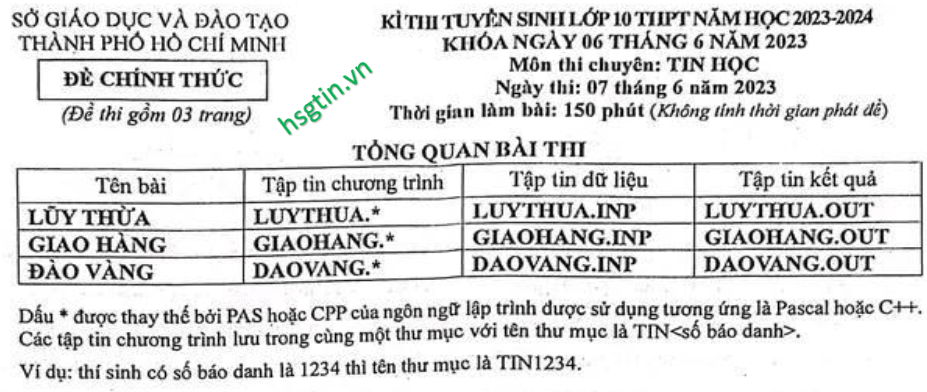 SỞ GIÁO DỤC VÀ ĐÀO TẠO
THÀNH PHỐ HỒ CHÍ MINH
ĐỀ CHÍNH THỨC
(Đề thi gồm 03 trang)
hsgtin.vn
KÌ THI TUYỂN SINH LỚP 10 THPT NĂM HỌC 2023-2024
KHÓA NGÀY 06 THÁNG 6 NĂM 2023
Môn thi chuyên: TIN HỌC
Ngày thi: 07 tháng 6 năm 2023
Thời gian làm bài: 150 phút (Không tính thời gian phát đề)
TỔNG QUAN BÀI THI
Tên bài Tập tin chương trình Tập tin dữ liệu Tập tin kết quả
LŨY THỪA LUYTHUA.* LUYTHUA.INP LUYTHUA.OUT
GIAO HÀNG GIAOHANG.* GIAOHANG.INP GIAOHANG.OUT
ĐÀO VÀNG DAOVANG.* DAOVANG.INP DAOVANG.OUT
Dấu * được thay thế bởi PAS hoặc CPP của ngôn ngữ lập trình được sử dụng tương ứng là Pascal hoặc C++.
Các tập tin chương trình lưu trong cùng một thư mục với tên thư mục là TIN<số báo danh>.
Ví dụ: thí sinh có số báo danh là 1234 thì tên thư mục là TIN1234.